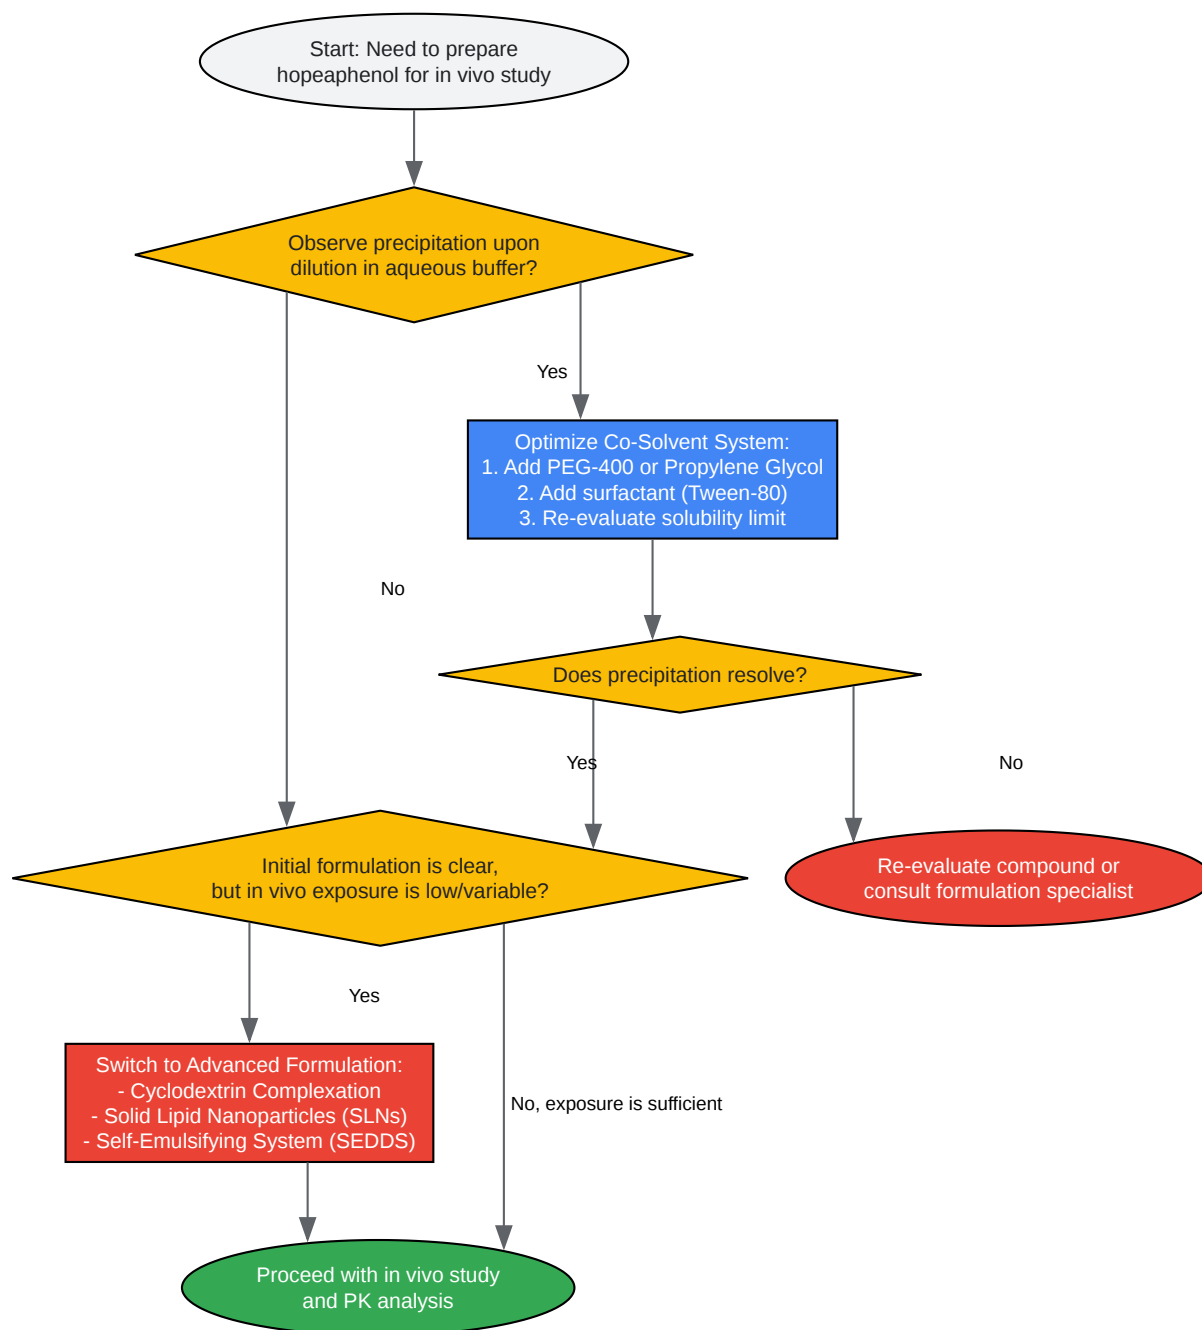 Start: Need to prepare
hopeaphenol for in vivo study
Observe precipitation upon
dilution in aqueous buffer?
Yes
Optimize Co-Solvent System:
1. Add PEG-400 or Propylene Glycol
2. Add surfactant (Tween-80)
3. Re-evaluate solubility limit
No
Does precipitation resolve?
Yes
No
Initial formulation is clear,
but in vivo exposure is low/variable?
Re-evaluate compound or
consult formulation specialist
Yes
Switch to Advanced Formulation:
- Cyclodextrin Complexation
- Solid Lipid Nanoparticles (SLNs)
- Self-Emulsifying System (SEDDS)
No, exposure is sufficient
Proceed with in vivo study
and PK analysis